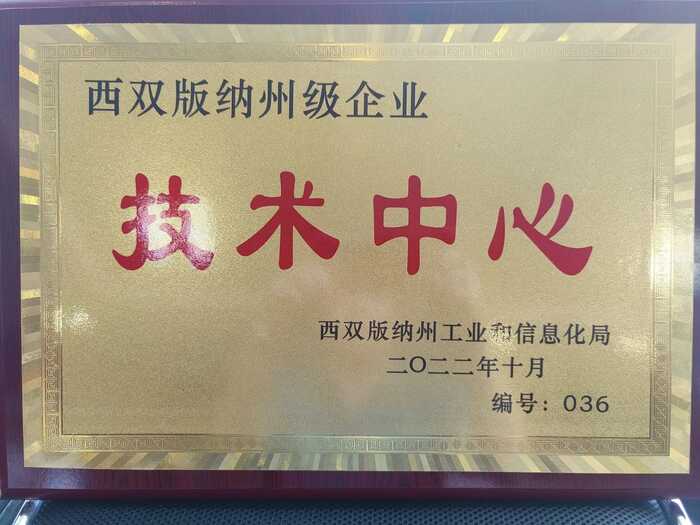 西双版纳州级企业
技术中心
西双版纳州工业和信息化局
二〇二二年十月
编号：036